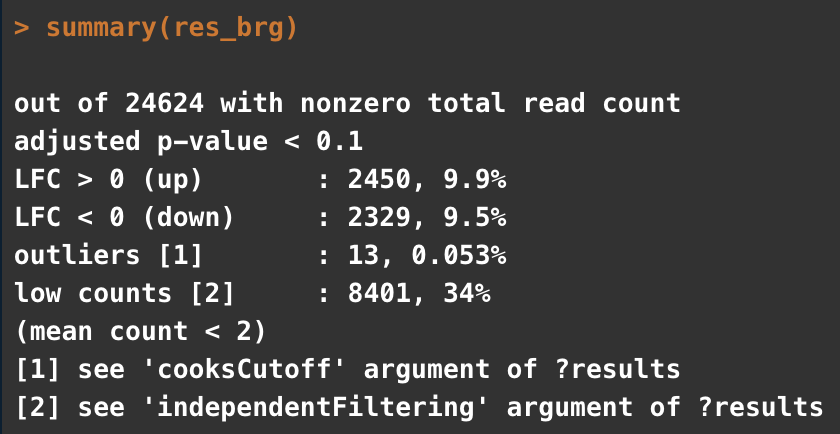 > summary(res_brg)
out of 24624 with nonzero total read count
adjusted p-value < 0.1
LFC > 0 (up)       : 2450, 9.9%
LFC < 0 (down)     : 2329, 9.5%
outliers [1]       : 13, 0.053%
low counts [2]     : 8401, 34%
(mean count < 2)
[1] see 'cooksCutoff' argument of ?results
[2] see 'independentFiltering' argument of ?results